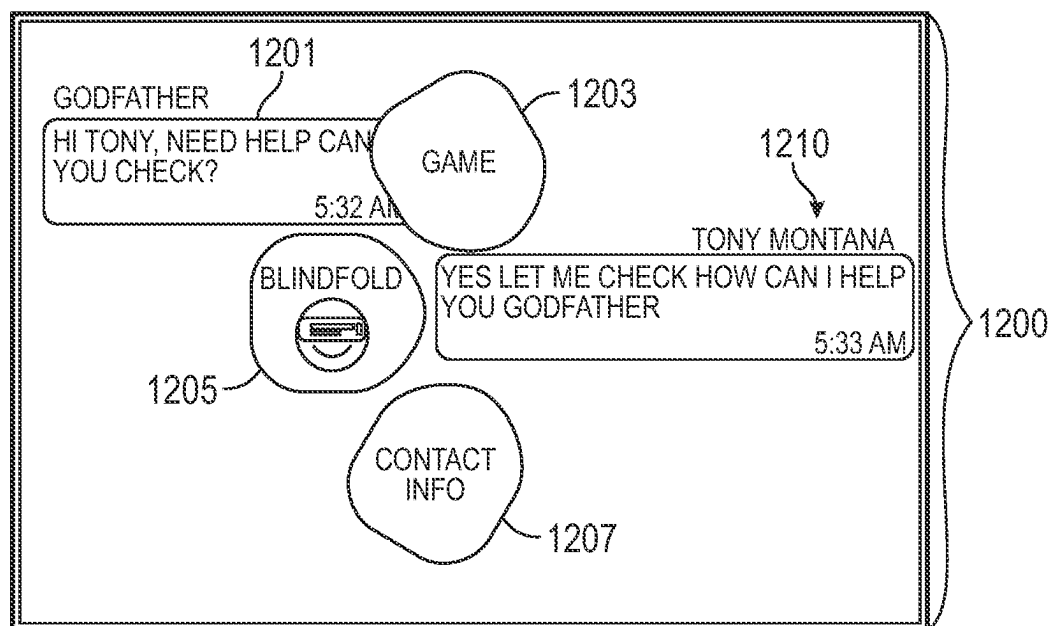 1201
GODFATHER
HI TONY, NEED HELP CAN
YOU CHECK?
5:32 AM
GAME
1203
1210
TONY MONTANA
YES LET ME CHECK HOW CAN I HELP
YOU GODFATHER
5:33 AM
1200
BLINDFOLD
1205
CONTACT
INFO
1207